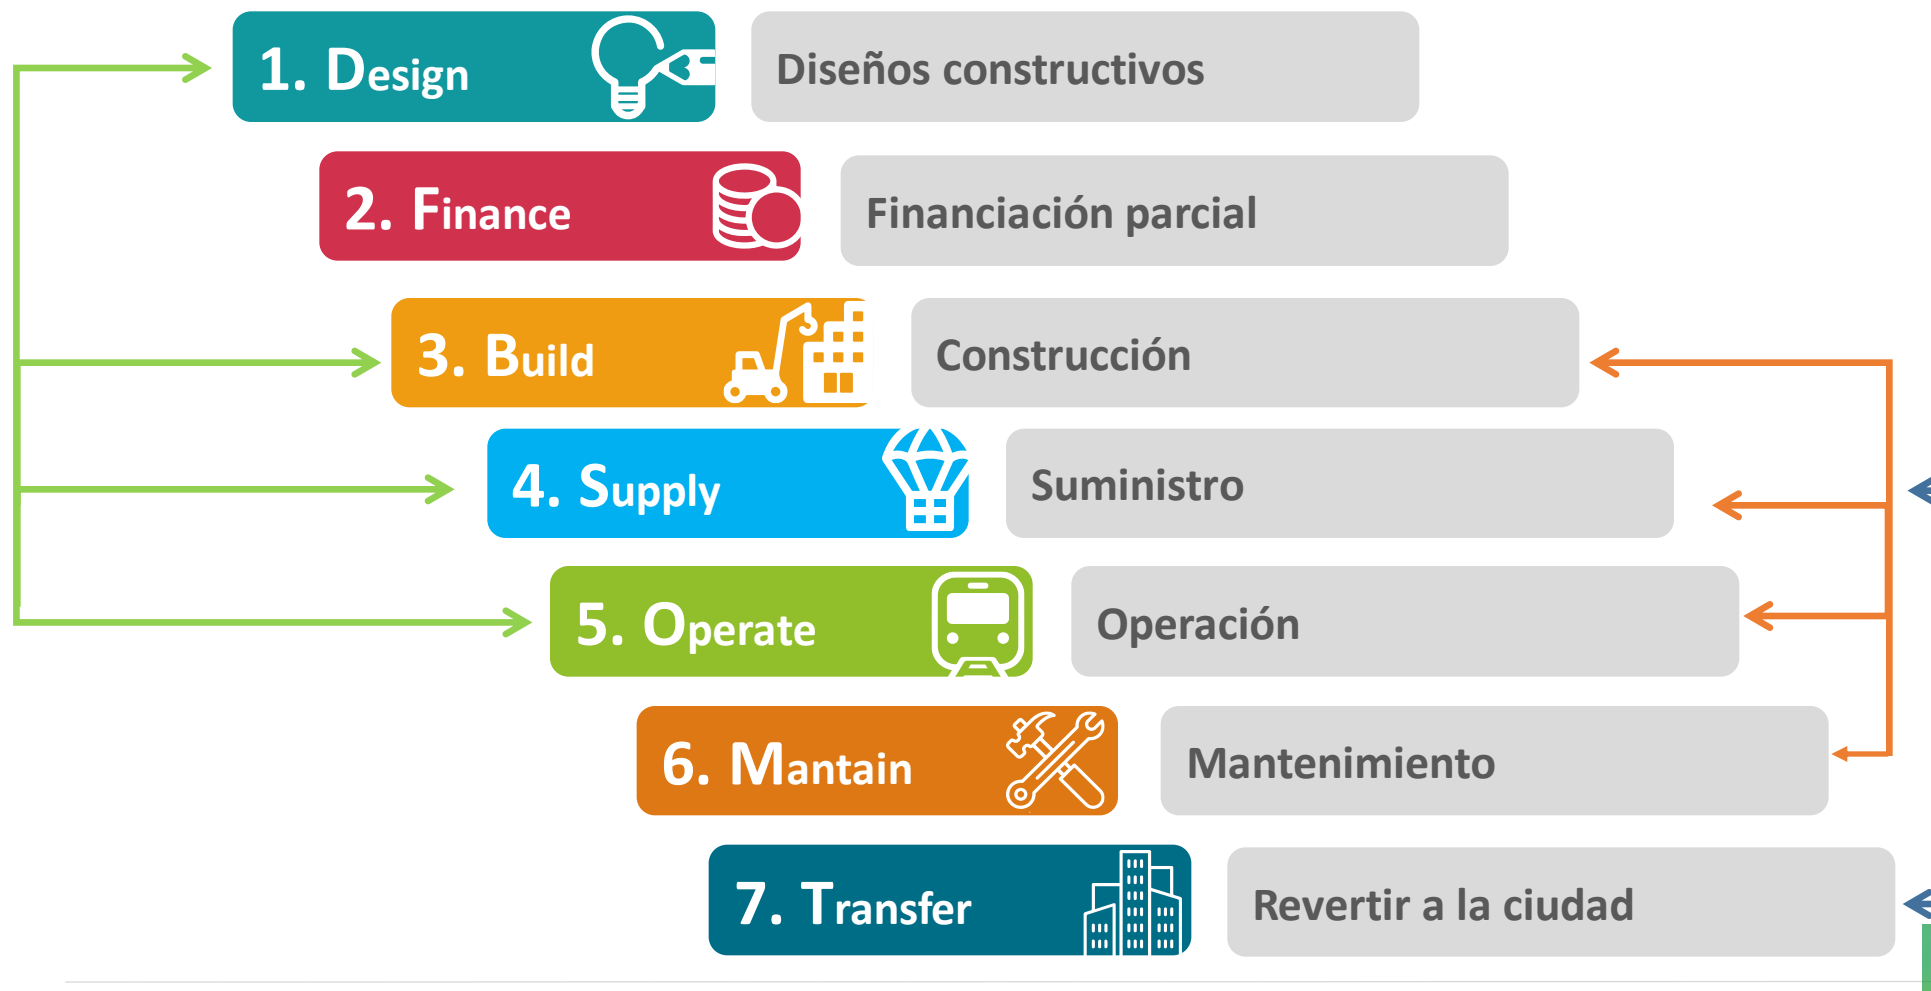 1. Design
Diseños constructivos
2. Finance
Financiación parcial
3. Build
Construcción
4. Supply
Suministro
5. Operate
Operación
6. Mantain
Mantenimiento
7. Transfer
Revertir a la ciudad